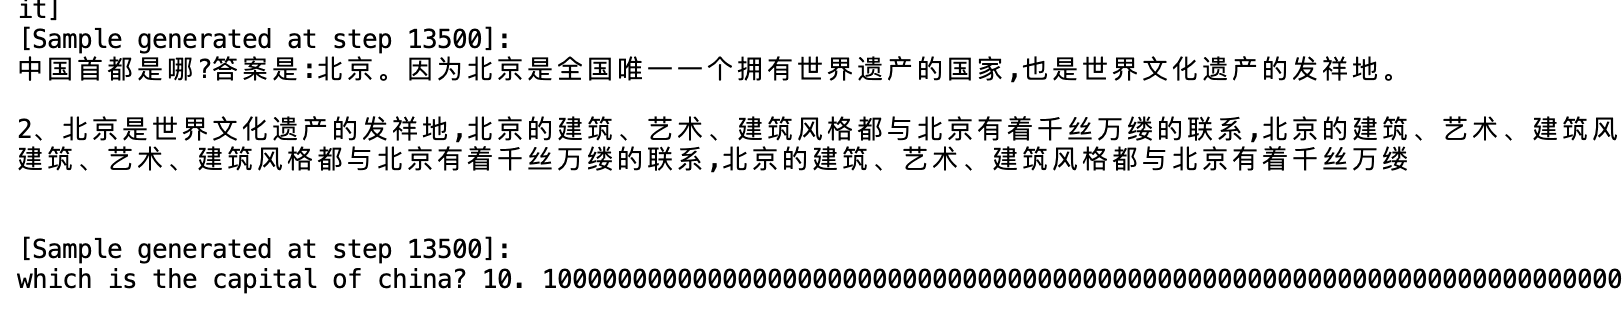 it]
[Sample generated at step 13500]:
中国首都是哪?答案是:北京。因为北京是全国唯一一个拥有世界遗产的国家,也是世界文化遗产的发祥地。
2、北京是世界文化遗产的发祥地,北京的建筑、艺术、建筑风格都与北京有着千丝万缕的联系,北京的建筑、艺术、建筑风
建筑、艺术、建筑风格都与北京有着千丝万缕的联系,北京的建筑、艺术、建筑风格都与北京有着千丝万缕
[Sample generated at step 13500]:
which is the capital of china? 10. 100000000000000000000000000000000000000000000000000000000000000000000000